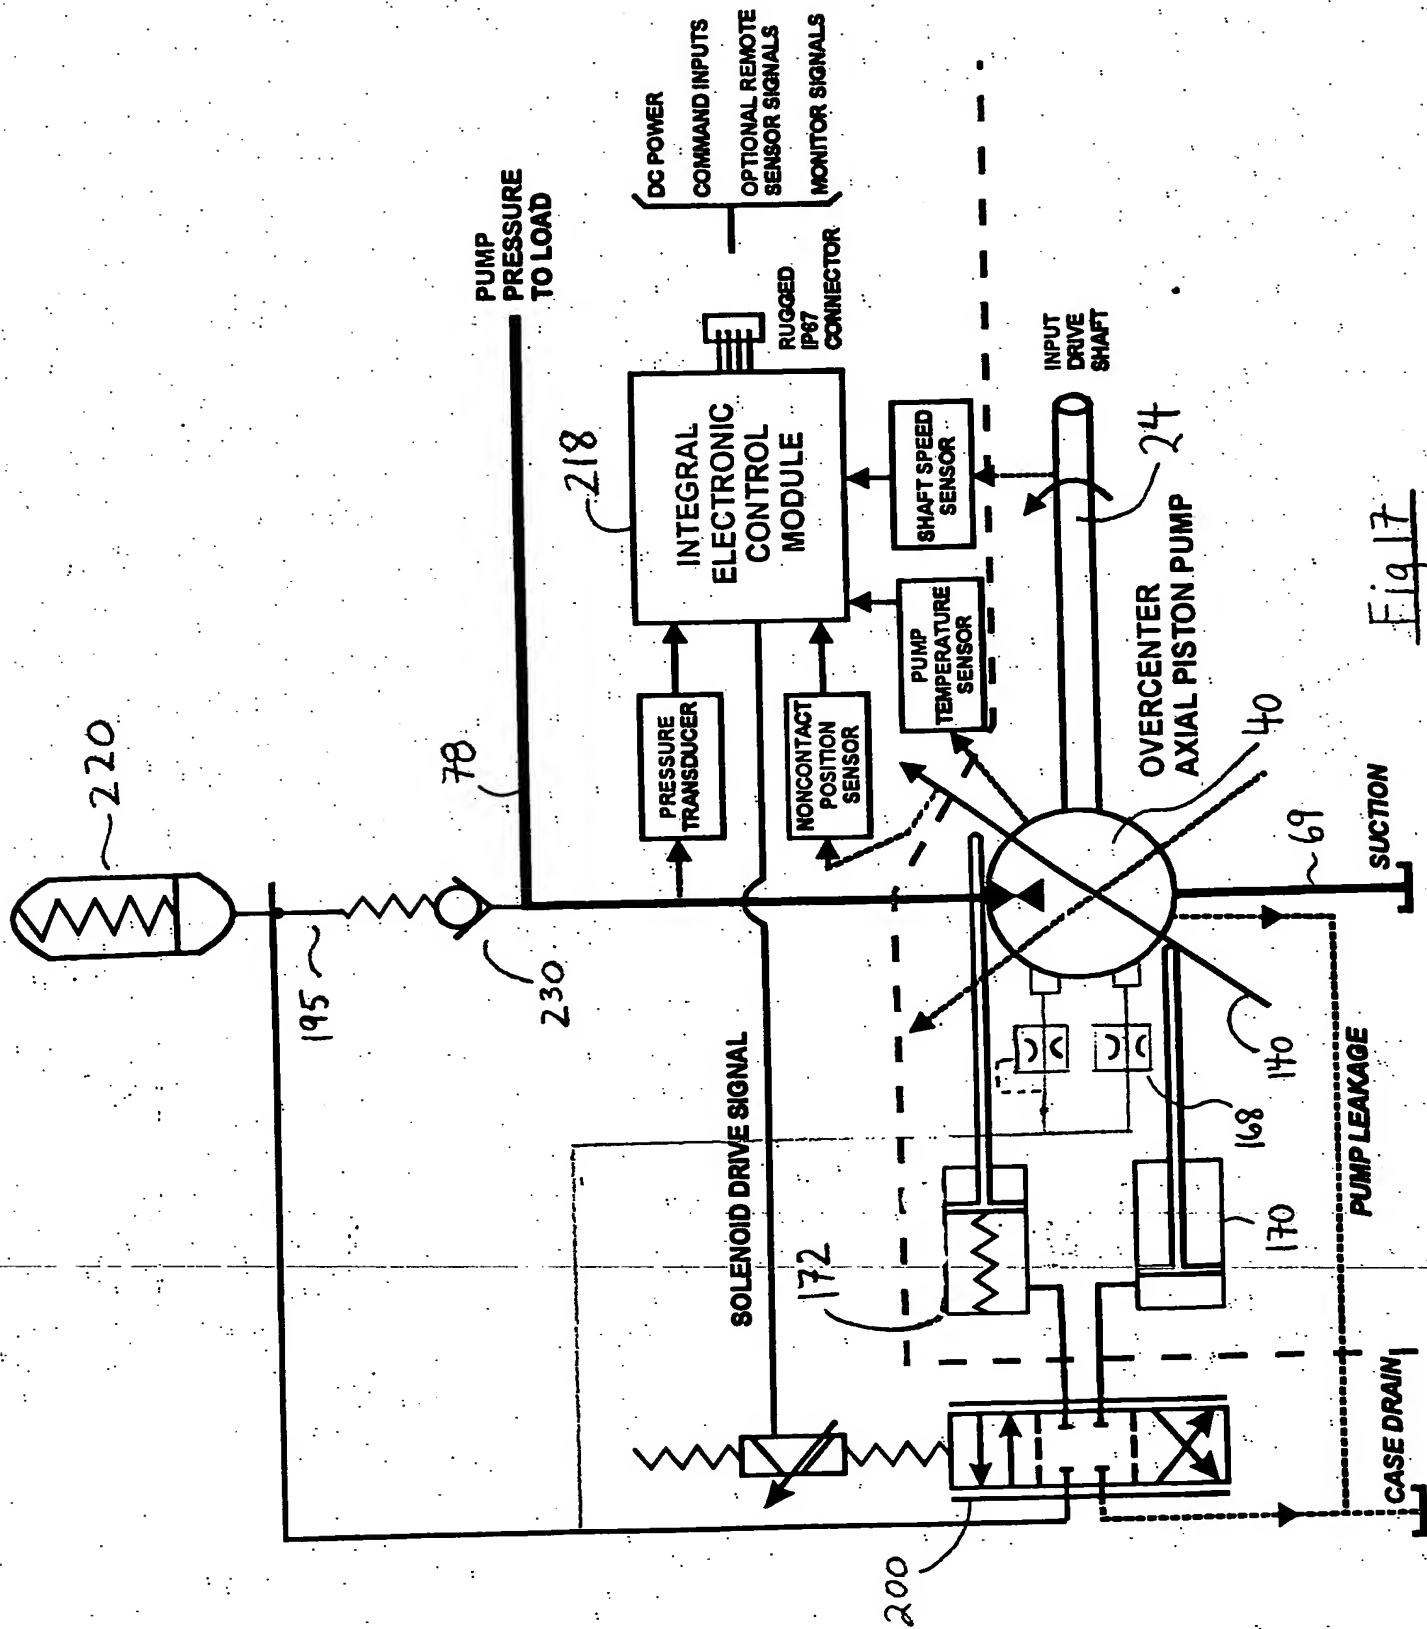 220
195
230
78
PUMP
PRESSURE
TO LOAD
218
INTEGRAL
ELECTRONIC
CONTROL
MODULE
DC POWER
COMMAND INPUTS
OPTIONAL REMOTE
SENSOR SIGNALS
MONITOR SIGNALS
RUGGED
IP67
CONNECTOR
PRESSURE
TRANSDUCER
NONCONTACT
POSITION
SENSOR
PUMP
TEMPERATURE
SENSOR
SHAFT SPEED
SENSOR
INPUT
DRIVE
SHAFT
24
SOLENOID DRIVE SIGNAL
172
200
170
168
140
40
69
OVERCENTER
AXIAL PISTON PUMP
SUCTION
PUMP LEAKAGE
CASE DRAIN
Fig 17